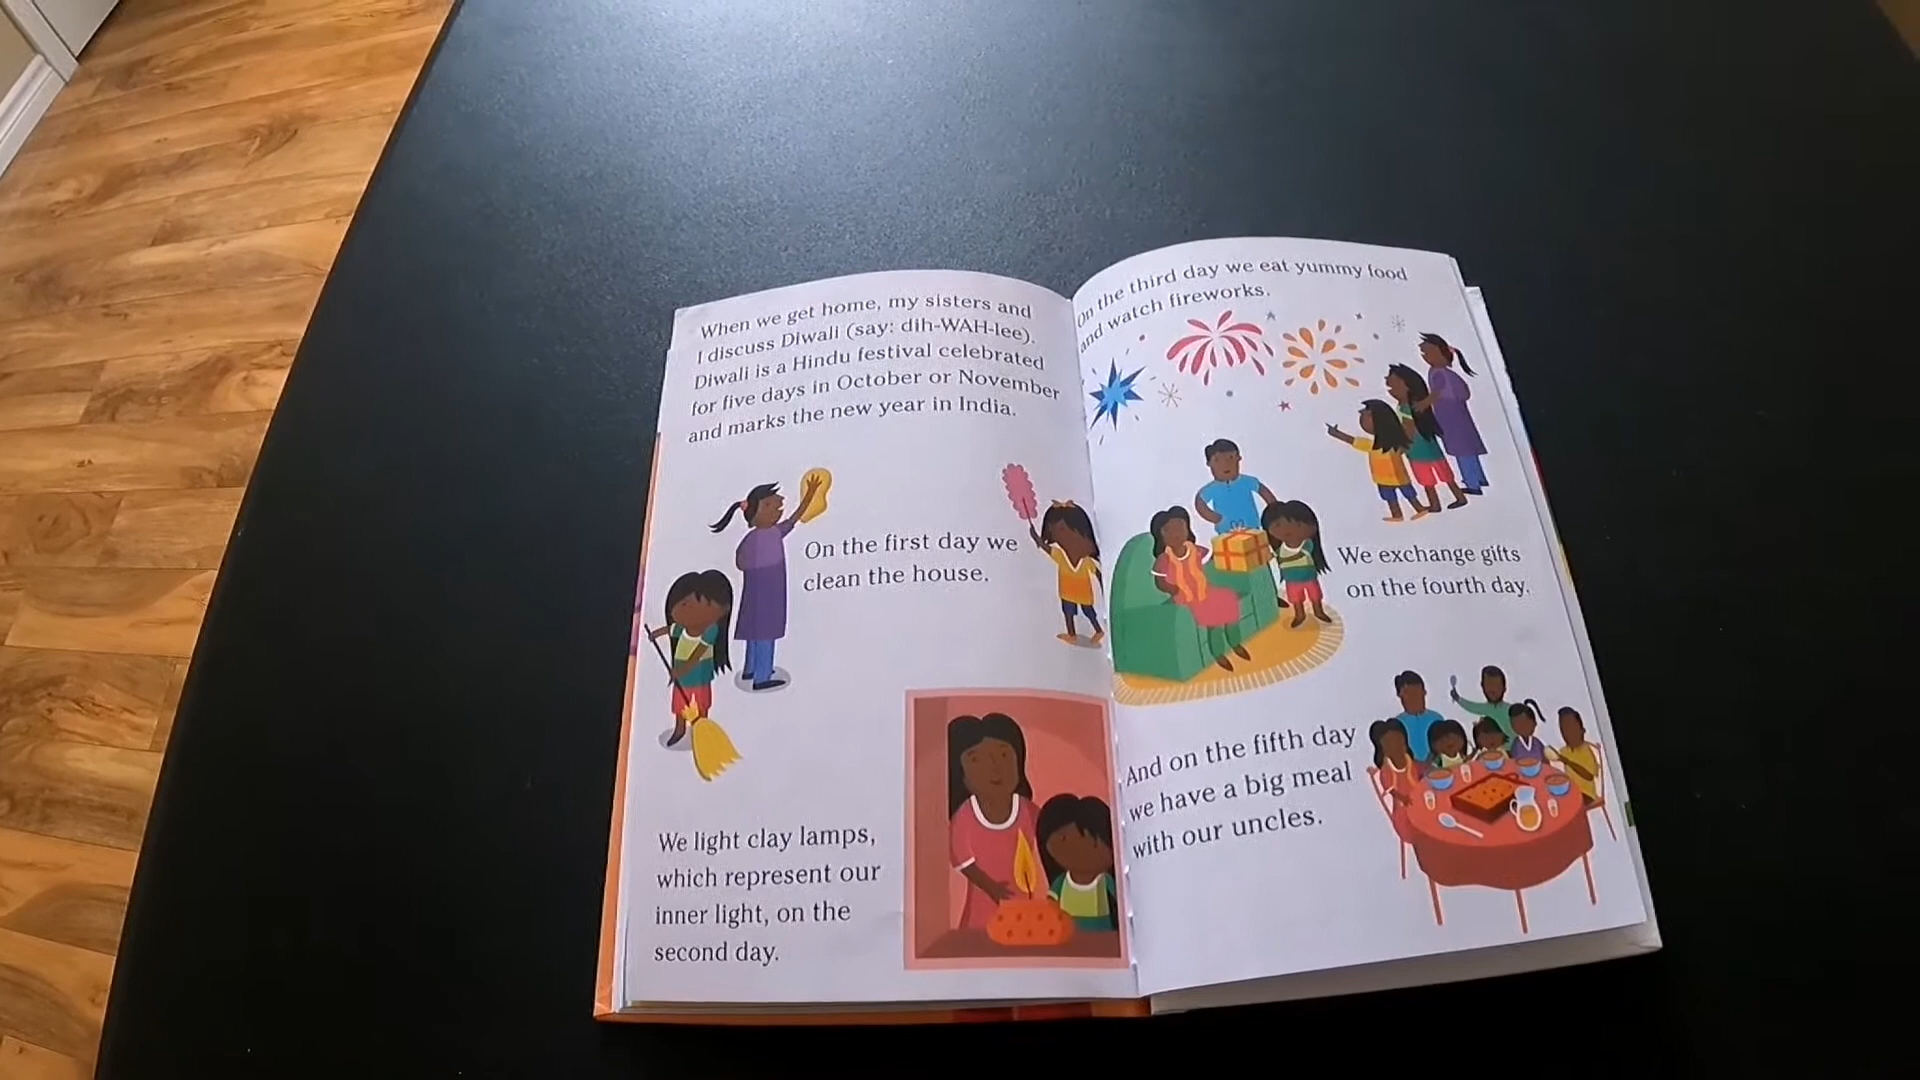 When we get home, my sisters and
I discuss Diwali (say: dih-WAH-lee).
Diwali is a Hindu festival celebrated
for five days in October or November
and marks the new year in India.
On the first day we
clean the house.
We light clay lamps,
which represent our
inner light, on the
second day.
On the third day we eat yummy food
and watch fireworks.
We exchange gifts
on the fourth day.
And on the fifth day
we have a big meal
with our uncles.